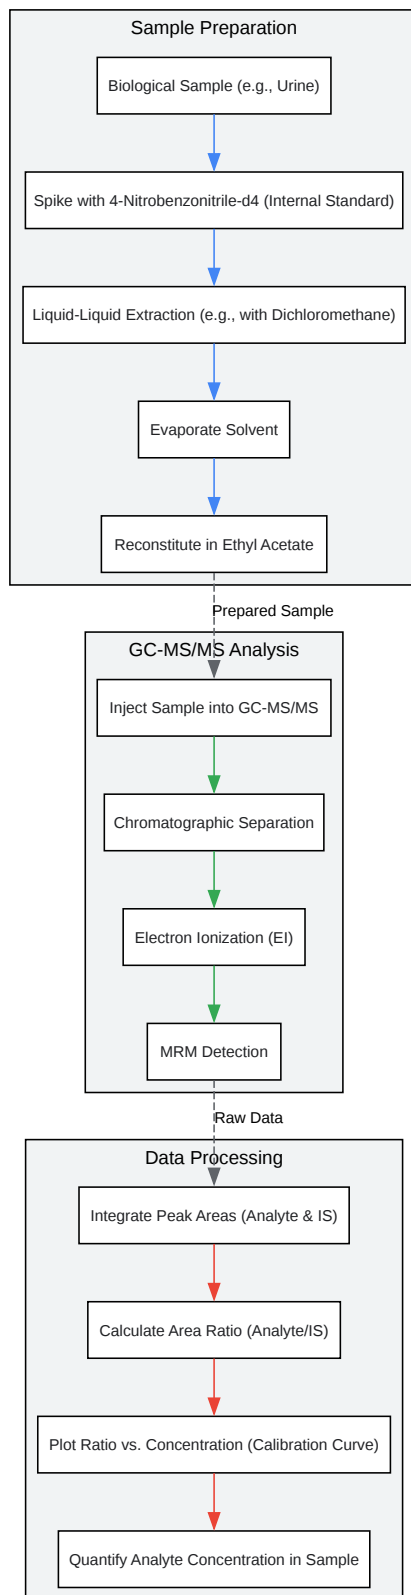 Sample Preparation
Biological Sample (e.g., Urine)
Spike with 4-Nitrobenzonitrile-d4 (Internal Standard)
Liquid-Liquid Extraction (e.g., with Dichloromethane)
Evaporate Solvent
Reconstitute in Ethyl Acetate
Prepared Sample
GC-MS/MS Analysis
Inject Sample into GC-MS/MS
Chromatographic Separation
Electron Ionization (EI)
MRM Detection
Raw Data
Data Processing
Integrate Peak Areas (Analyte & IS)
Calculate Area Ratio (Analyte/IS)
Plot Ratio vs. Concentration (Calibration Curve)
Quantify Analyte Concentration in Sample